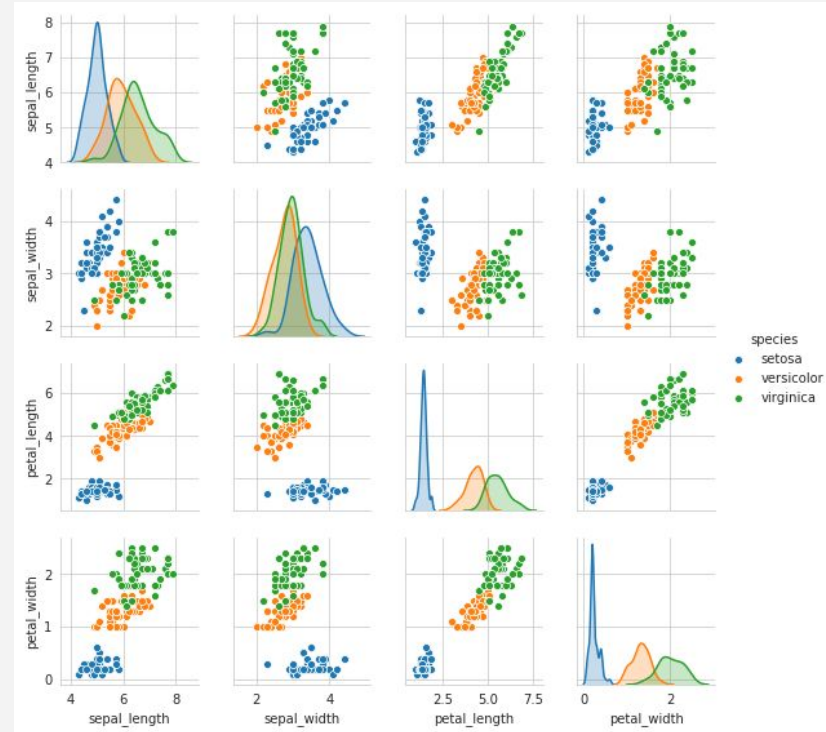 8
7
6
5
4
sepal_length
4
3
2
sepal_width
species
setosa
versicolor
virginica
6
4
2
petal_length
2
1
0
petal_width
4 6 8
sepal_length
2 4
sepal_width
2.5 5.0 7.5
petal_length
0 2
petal_width